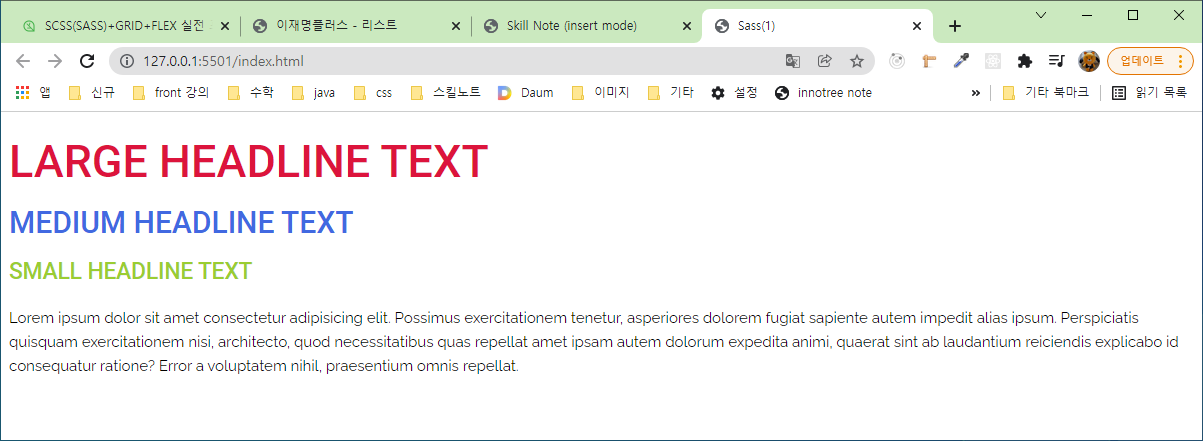 SCSS(SASS)+GRID+FLEX 실전
이재명플러스 - 리스트
Skill Note (insert mode)
Sass(1)
127.0.0.1:5501/index.html
업데이트
앱
신규
front 강의
수학
java
css
스킬노트
Daum
이미지
기타
설정
innotree note
»
기타 북마크
읽기 목록
LARGE HEADLINE TEXT
MEDIUM HEADLINE TEXT
SMALL HEADLINE TEXT
Lorem ipsum dolor sit amet consectetur adipisicing elit. Possimus exercitationem tenetur, asperiores dolorem fugiat sapiente autem impedit alias ipsum. Perspiciatis
quisquam exercitationem nisi, architecto, quod necessitatibus quas repellat amet ipsam autem dolorum expedita animi, quaerat sint ab laudantium reiciendis explicabo id
consequatur ratione? Error a voluptatem nihil, praesentium omnis repellat.